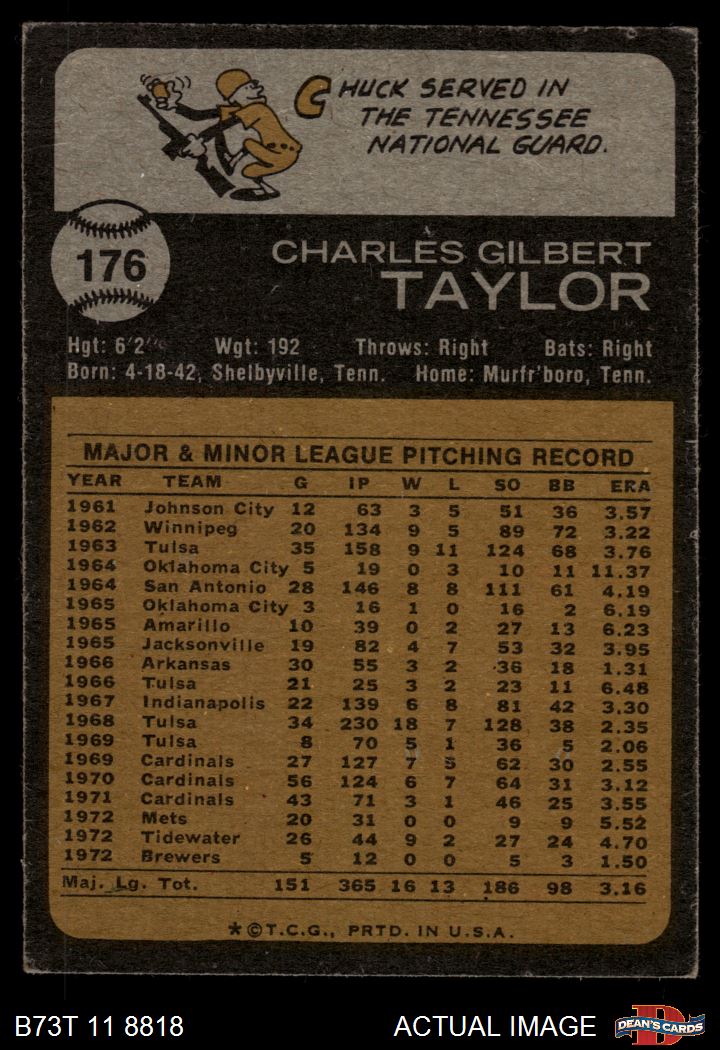 CHUCK SERVED IN
THE TENNESSEE
NATIONAL GUARD.
176
CHARLES GILBERT
TAYLOR
Hgt: 6'2" Wgt: 192 Throws: Right Bats: Right
Born: 4-18-42, Shelbyville, Tenn. Home: Murfr'boro, Tenn.
MAJOR & MINOR LEAGUE PITCHING RECORD
YEAR TEAM G IP W L SO BB ERA
1961 Johnson City 12 63 3 5 51 36 3.57
1962 Winnipeg 20 134 9 5 89 72 3.22
1963 Tulsa 35 158 9 11 124 68 3.76
1964 Oklahoma City 5 19 0 3 10 11 11.37
1964 San Antonio 28 146 8 8 111 61 4.19
1965 Oklahoma City 3 16 1 0 16 2 6.19
1965 Amarillo 10 39 0 2 27 13 6.23
1965 Jacksonville 19 82 4 7 53 32 3.95
1966 Arkansas 30 55 3 2 36 18 1.31
1966 Tulsa 21 25 3 2 23 11 6.48
1967 Indianapolis 22 139 6 8 81 42 3.30
1968 Tulsa 34 230 18 7 128 38 2.35
1969 Tulsa 8 70 5 1 36 5 2.06
1969 Cardinals 27 127 7 5 62 30 2.55
1970 Cardinals 56 124 6 7 64 31 3.12
1971 Cardinals 43 71 3 1 46 25 3.55
1972 Mets 20 31 0 0 9 9 5.52
1972 Tidewater 26 44 9 2 27 24 4.70
1972 Brewers 5 12 0 0 5 3 1.50
Maj. Lg. Tot. 151 365 16 13 186 98 3.16
*©T.C.G., PRTD. IN U.S.A.
B73T 11 8818 ACTUAL IMAGE DEAN'S CARDS